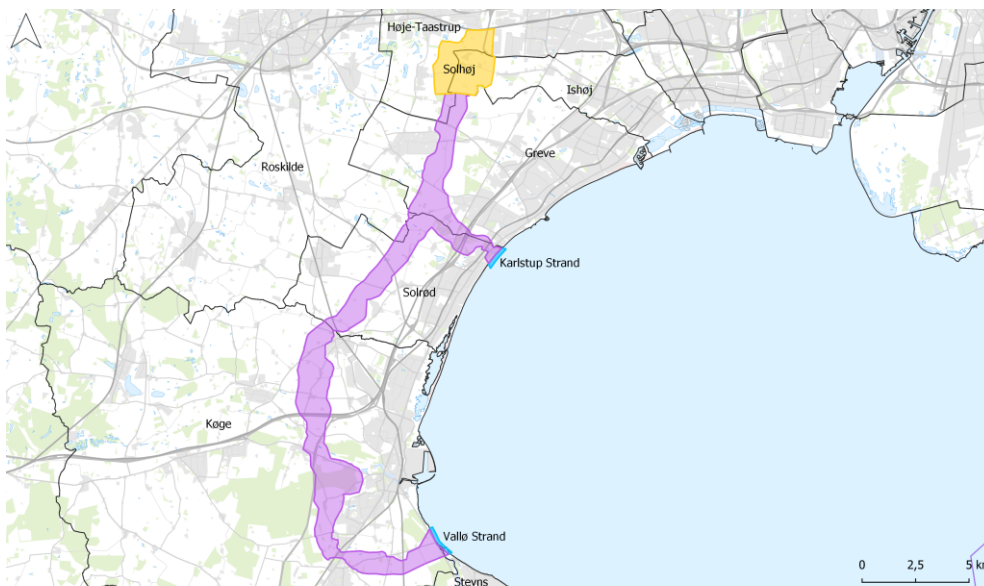 Høje-Taastrup
Solhøj
Ishøj
Greve
Roskilde
Karlstup Strand
Solrød
Køge
Vallø Strand
Stevns
0 2,5 5 km